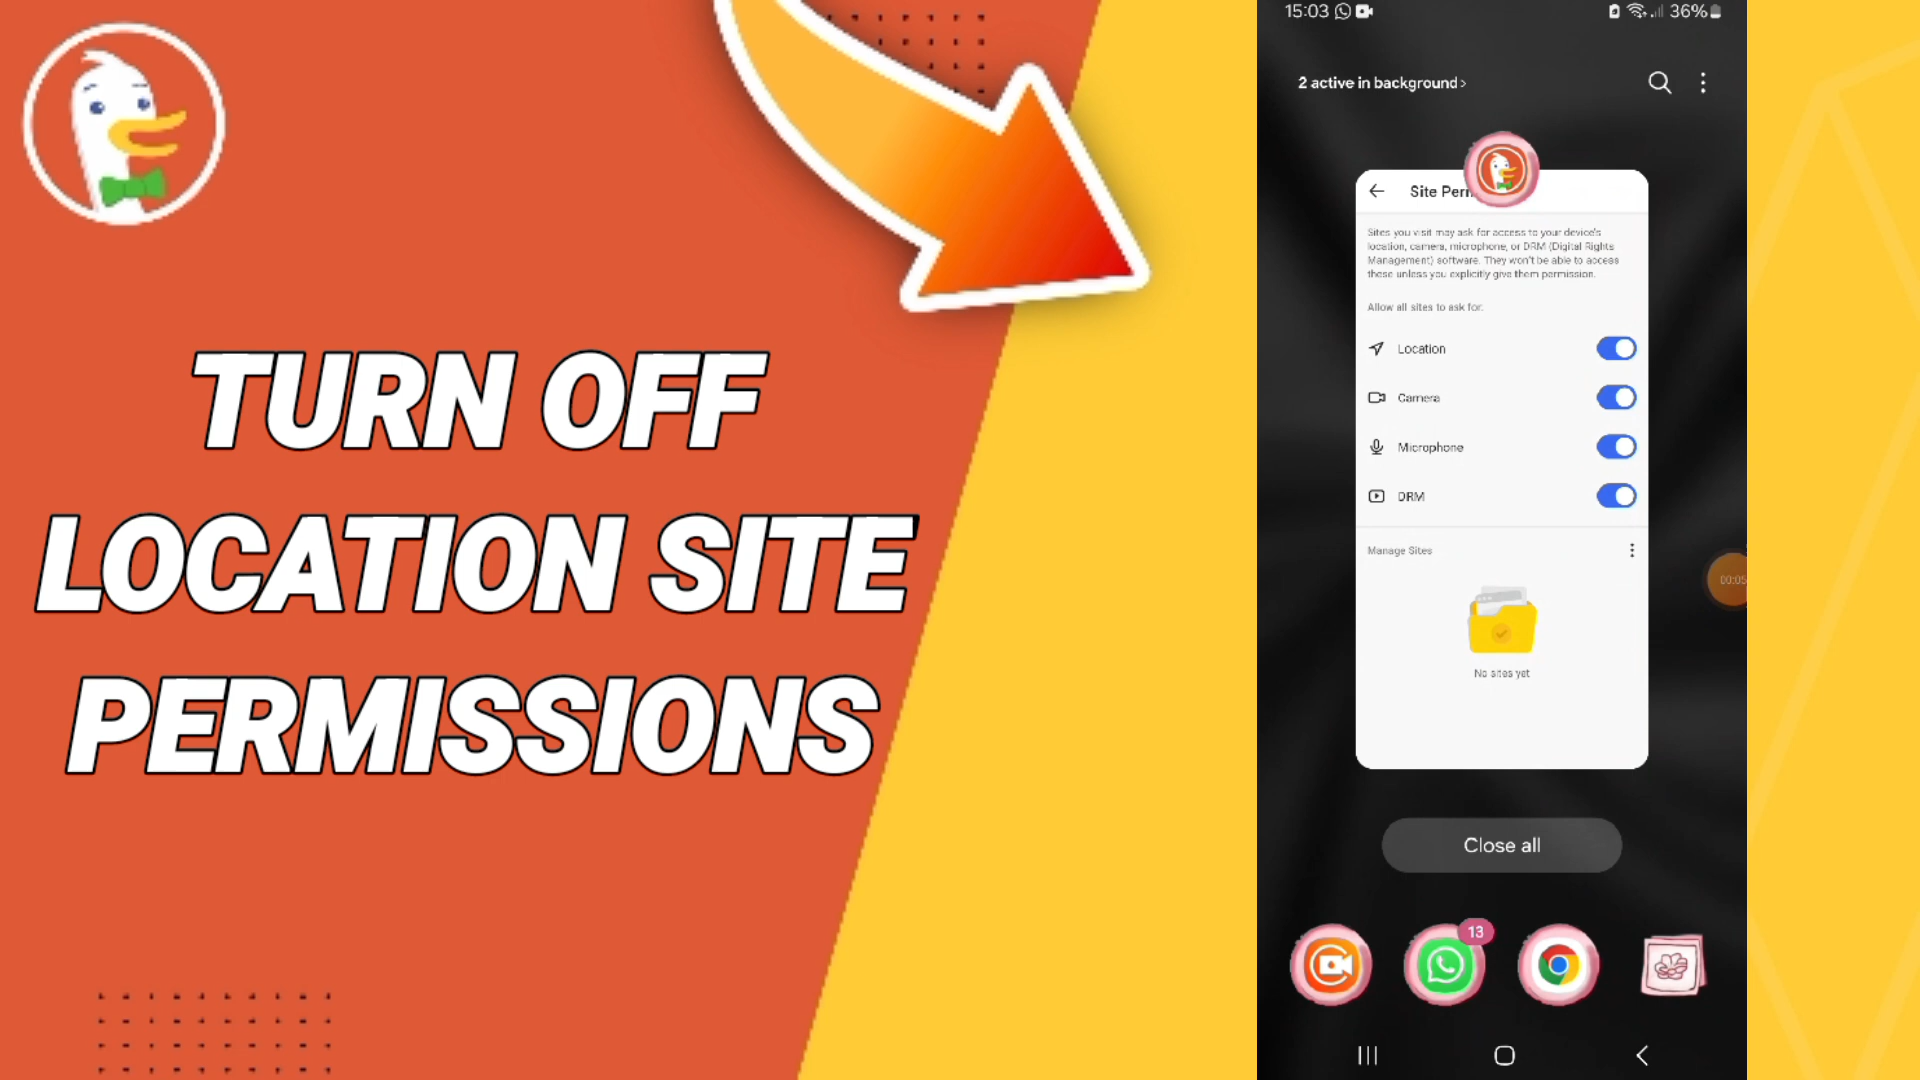 TURN OFF
LOCATION SITE
PERMISSIONS
15:03
36%
2 active in background >
Site Perm
Sites you visit may ask for access to your device's
location, camera, microphone, or DRM (Digital Rights
Management) software. They won't be able to access
these unless you explicitly give them permission.
Allow all sites to ask for:
Location
Camera
Microphone
DRM
Manage Sites
00:05
No sites yet
Close all
13